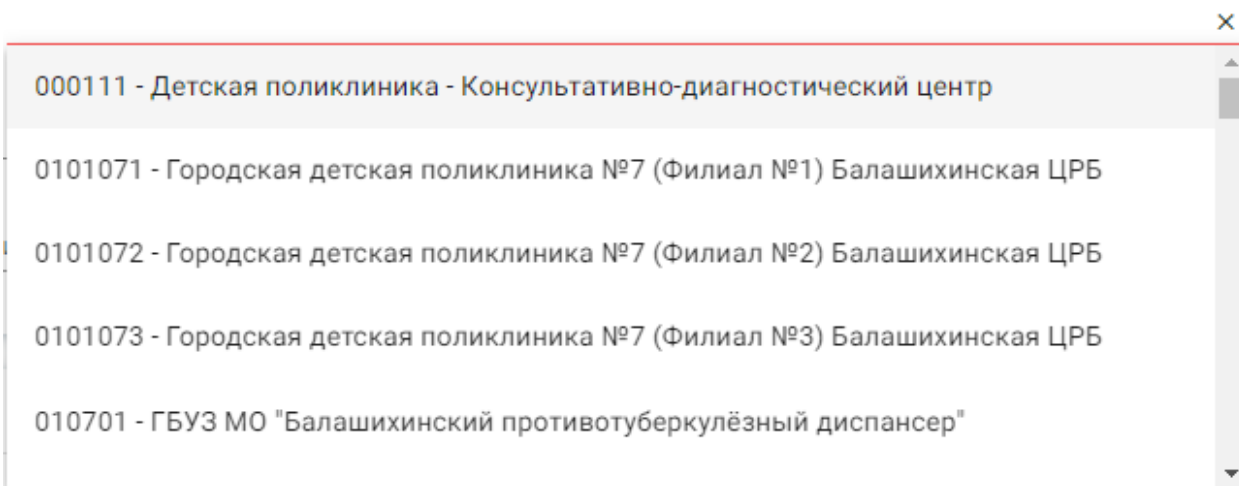 000111 - Детская поликлиника - Консультативно-диагностический центр
0101071 - Городская детская поликлиника №7 (Филиал №1) Балашихинская ЦРБ
0101072 - Городская детская поликлиника №7 (Филиал №2) Балашихинская ЦРБ
0101073 - Городская детская поликлиника №7 (Филиал №3) Балашихинская ЦРБ
010701 - ГБУЗ МО "Балашихинский противотуберкулёзный диспансер"